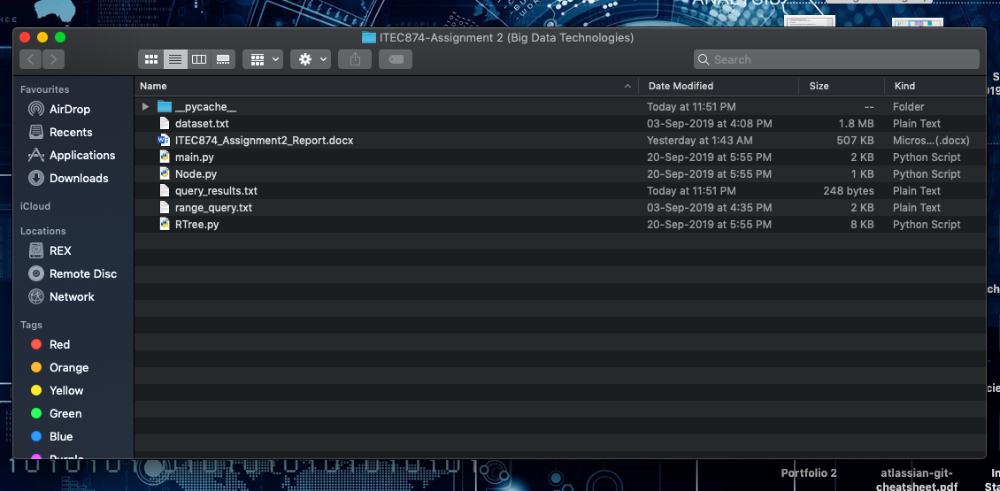 ANALYSIS
ITEC874-Assignment 2 (Big Data Technologies)
Search
Favourites
AirDrop
Recents
Applications
Downloads
iCloud
Locations
REX
Remote Disc
Network
Tags
Red
Orange
Yellow
Green
Blue
Purple
Name Date Modified Size Kind
__pycache__ Today at 11:51 PM -- Folder
dataset.txt 03-Sep-2019 at 4:08 PM 1.8 MB Plain Text
ITEC874_Assignment2_Report.docx Yesterday at 1:43 AM 507 KB Micros…(.docx)
main.py 20-Sep-2019 at 5:55 PM 2 KB Python Script
Node.py 20-Sep-2019 at 5:55 PM 1 KB Python Script
query_results.txt Today at 11:51 PM 248 bytes Plain Text
range_query.txt 03-Sep-2019 at 4:35 PM 2 KB Plain Text
RTree.py 20-Sep-2019 at 5:55 PM 8 KB Python Script
Portfolio 2
atlassian-git-
cheatsheet.pdf